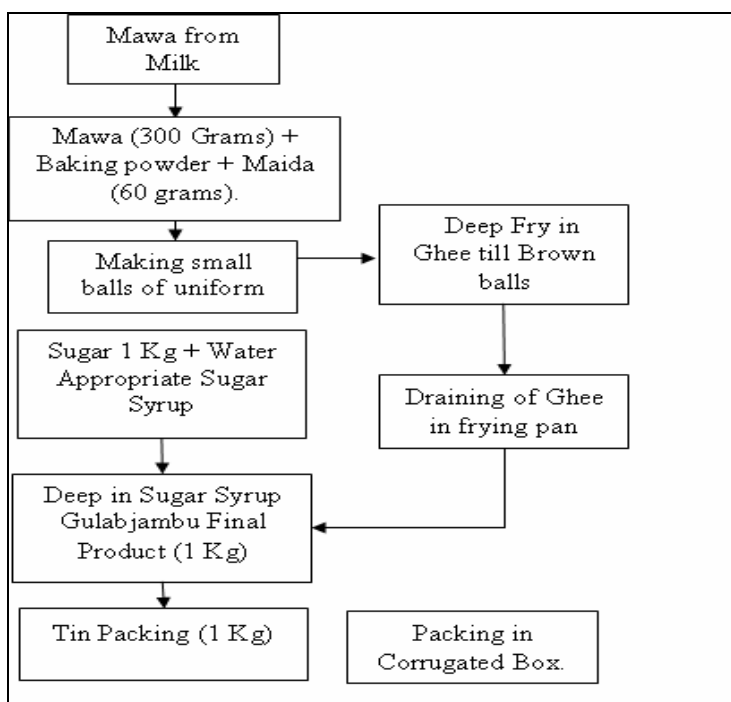 Mawa from
Milk
Mawa (300 Grams) +
Baking powder + Maida
(60 grams).
Making small
balls of uniform
Deep Fry in
Ghee till Brown
balls
Sugar 1 Kg + Water
Appropriate Sugar
Syrup
Draining of Ghee
in frying pan
Deep in Sugar Syrup
Gulabjambu Final
Product (1 Kg)
Tin Packing (1 Kg)
Packing in
Corrugated Box.